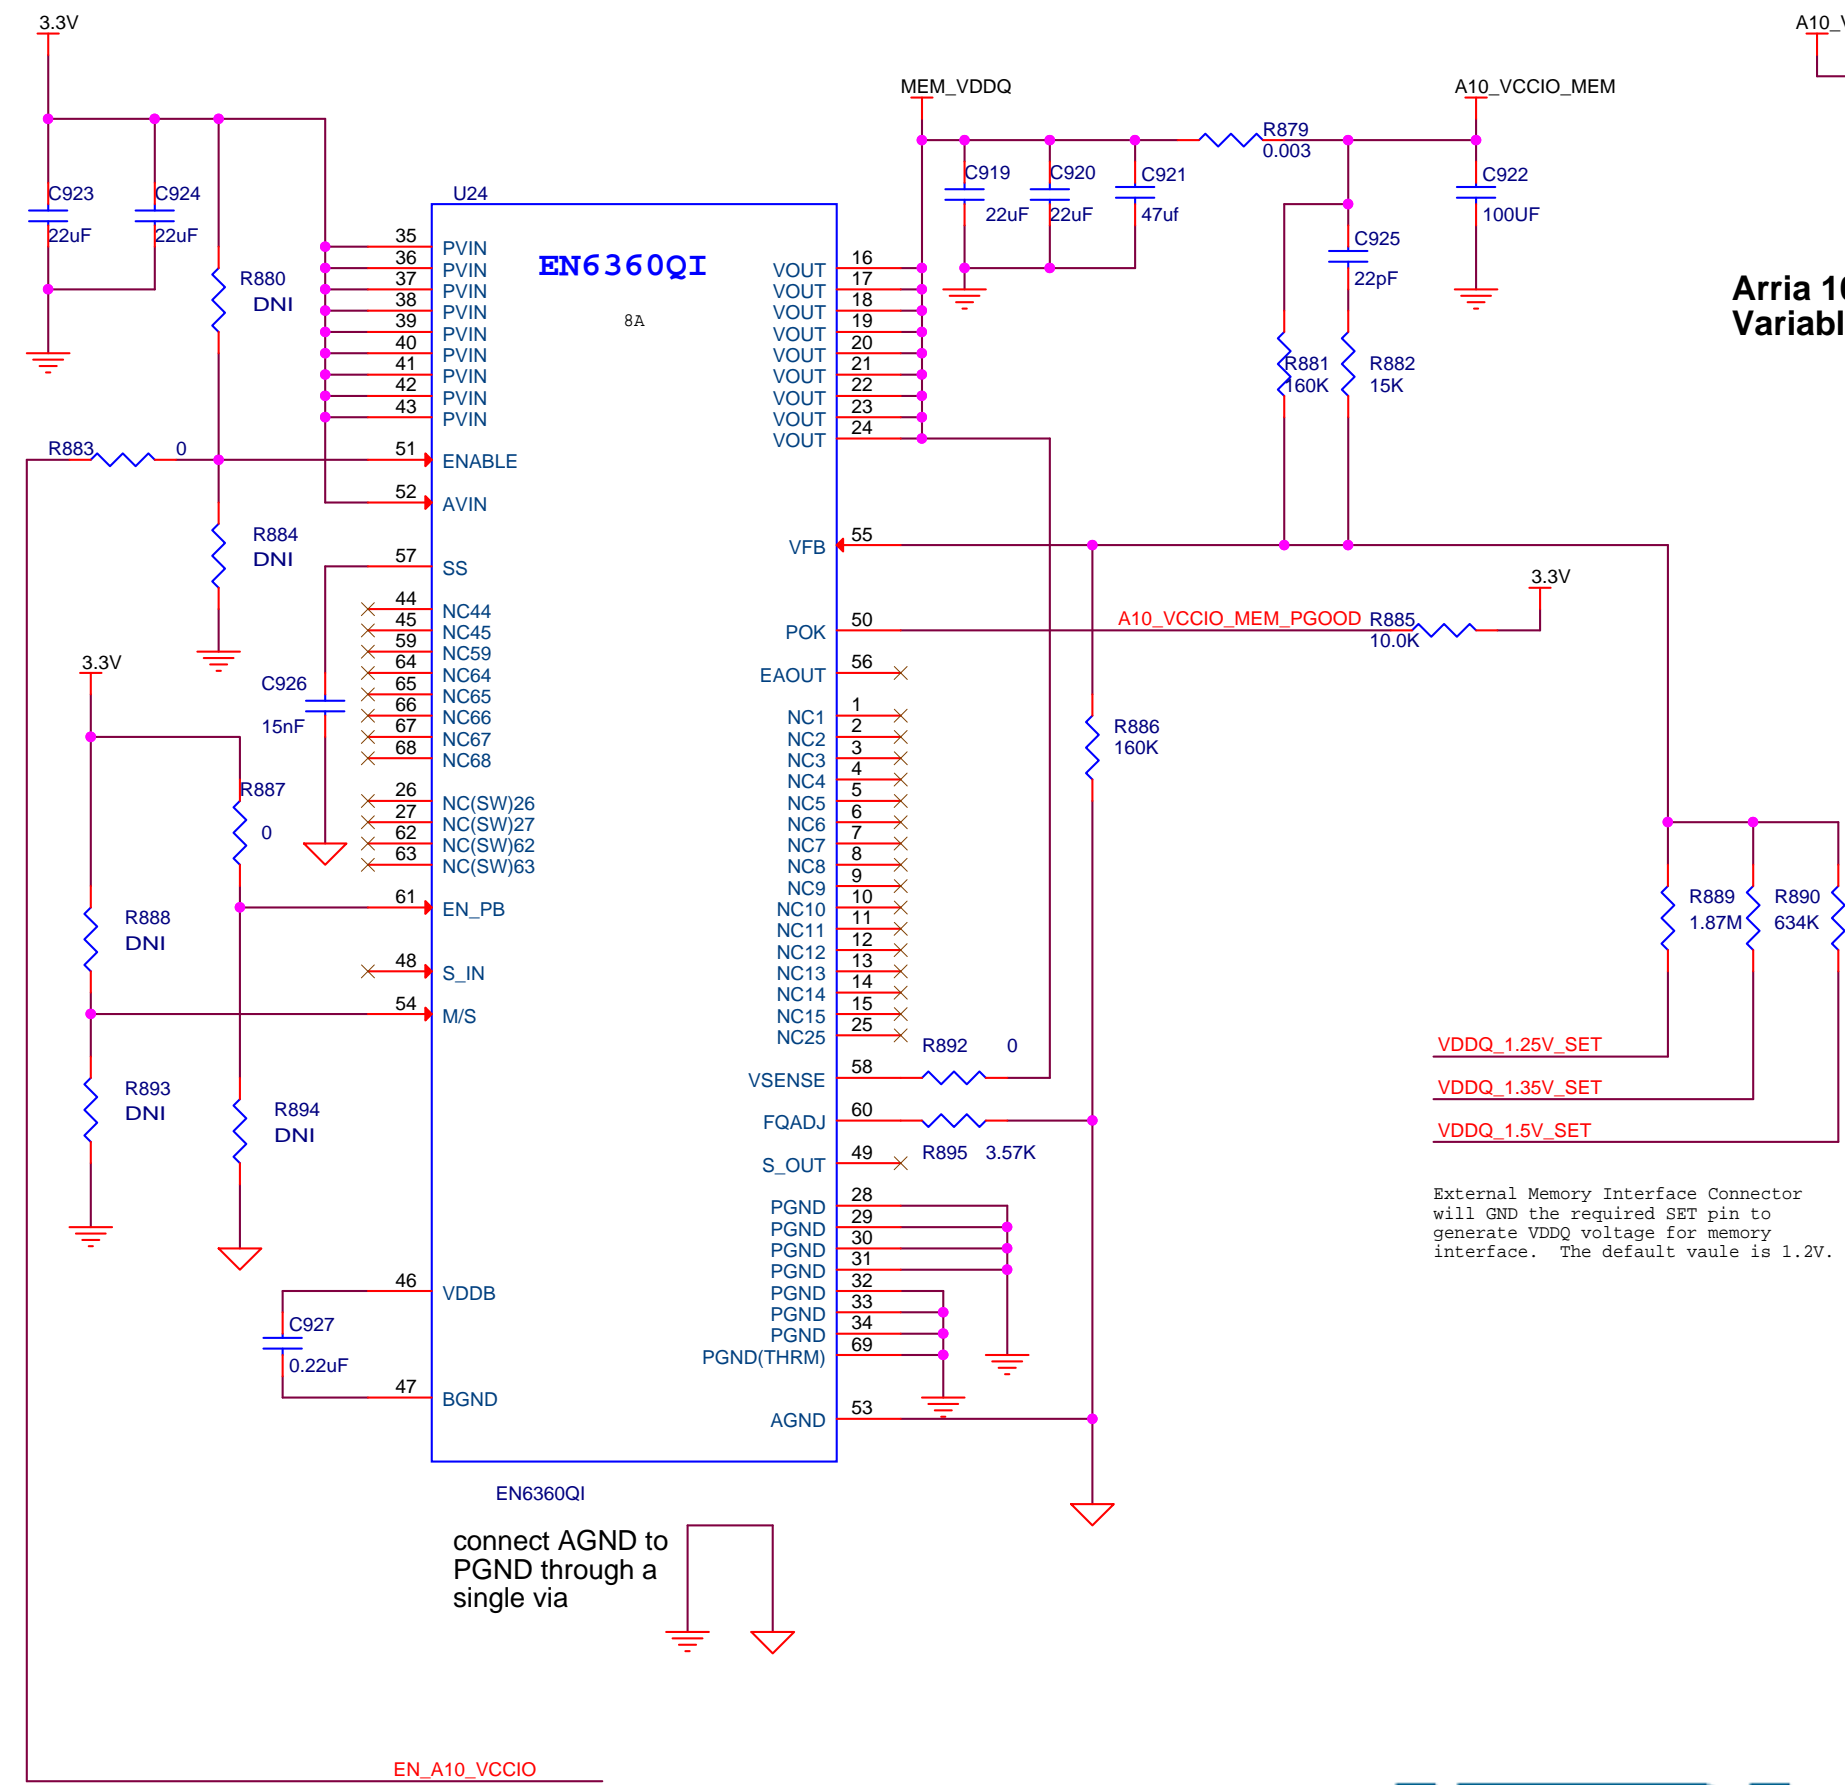 3.3V
A10_V
MEM_VDDQ
A10_VCCIO_MEM
R879
0.003
C923
22uF
C924
22uF
U24
C919
22uF
C920
22uF
C921
47uf
C922
100UF
C925
22pF
R880
DNI
EN6360QI
8A
Arria 10
Variabl
R881
160K
R882
15K
35 PVIN
36 PVIN
37 PVIN
38 PVIN
39 PVIN
40 PVIN
41 PVIN
42 PVIN
43 PVIN
51 ENABLE
52 AVIN
57 SS
44 NC44
45 NC45
59 NC59
64 NC64
65 NC65
66 NC66
67 NC67
68 NC68
26 NC(SW)26
27 NC(SW)27
62 NC(SW)62
63 NC(SW)63
61 EN_PB
48 S_IN
54 M/S
46 VDDB
47 BGND
VOUT 16
VOUT 17
VOUT 18
VOUT 19
VOUT 20
VOUT 21
VOUT 22
VOUT 23
VOUT 24
VFB 55
POK 50
EAOUT 56
NC1 1
NC2 2
NC3 3
NC4 4
NC5 5
NC6 6
NC7 7
NC8 8
NC9 9
NC10 10
NC11 11
NC12 12
NC13 13
NC14 14
NC15 15
NC25 25
VSENSE 58
FQADJ 60
S_OUT 49
PGND 28
PGND 29
PGND 30
PGND 31
PGND 32
PGND 33
PGND 34
PGND(THRM) 69
AGND 53
R883 0
R884
DNI
3.3V
C926
15nF
R887
0
R888
DNI
R893
DNI
R894
DNI
C927
0.22uF
3.3V
A10_VCCIO_MEM_PGOOD
R885
10.0K
R886
160K
R889
1.87M
R890
634K
R892 0
R895 3.57K
VDDQ_1.25V_SET
VDDQ_1.35V_SET
VDDQ_1.5V_SET
External Memory Interface Connector
will GND the required SET pin to
generate VDDQ voltage for memory
interface. The default vaule is 1.2V.
EN6360QI
connect AGND to
PGND through a
single via
EN_A10_VCCIO